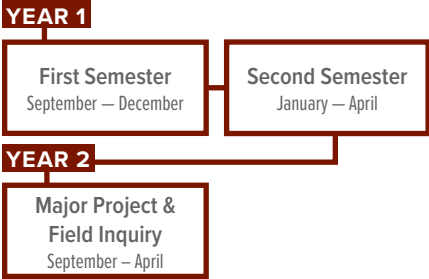 YEAR 1
First Semester
September — December
Second Semester
January — April
YEAR 2
Major Project &
Field Inquiry
September – April